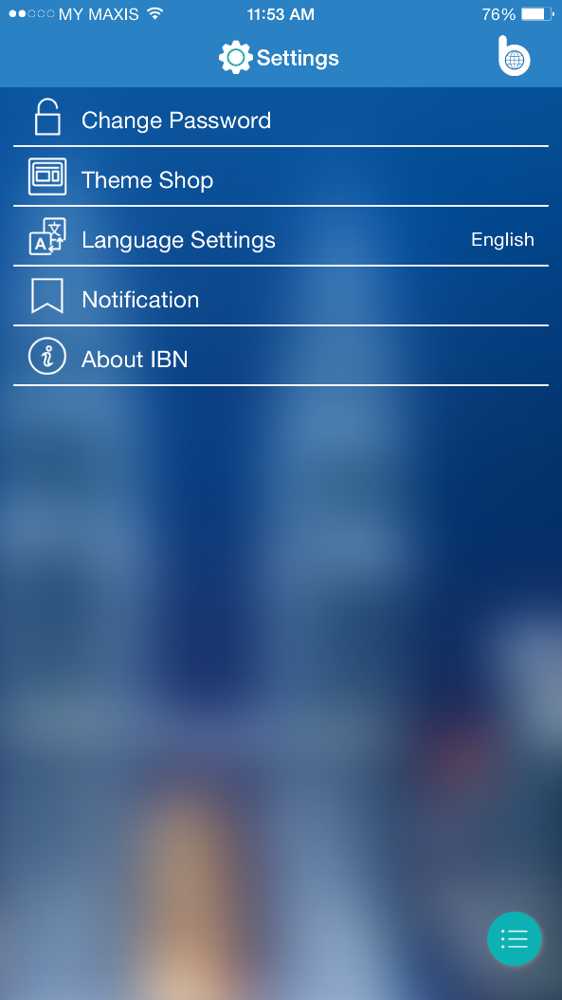 MY MAXIS 11:53 AM 76%
Settings
Change Password
Theme Shop
Language Settings English
Notification
About IBN